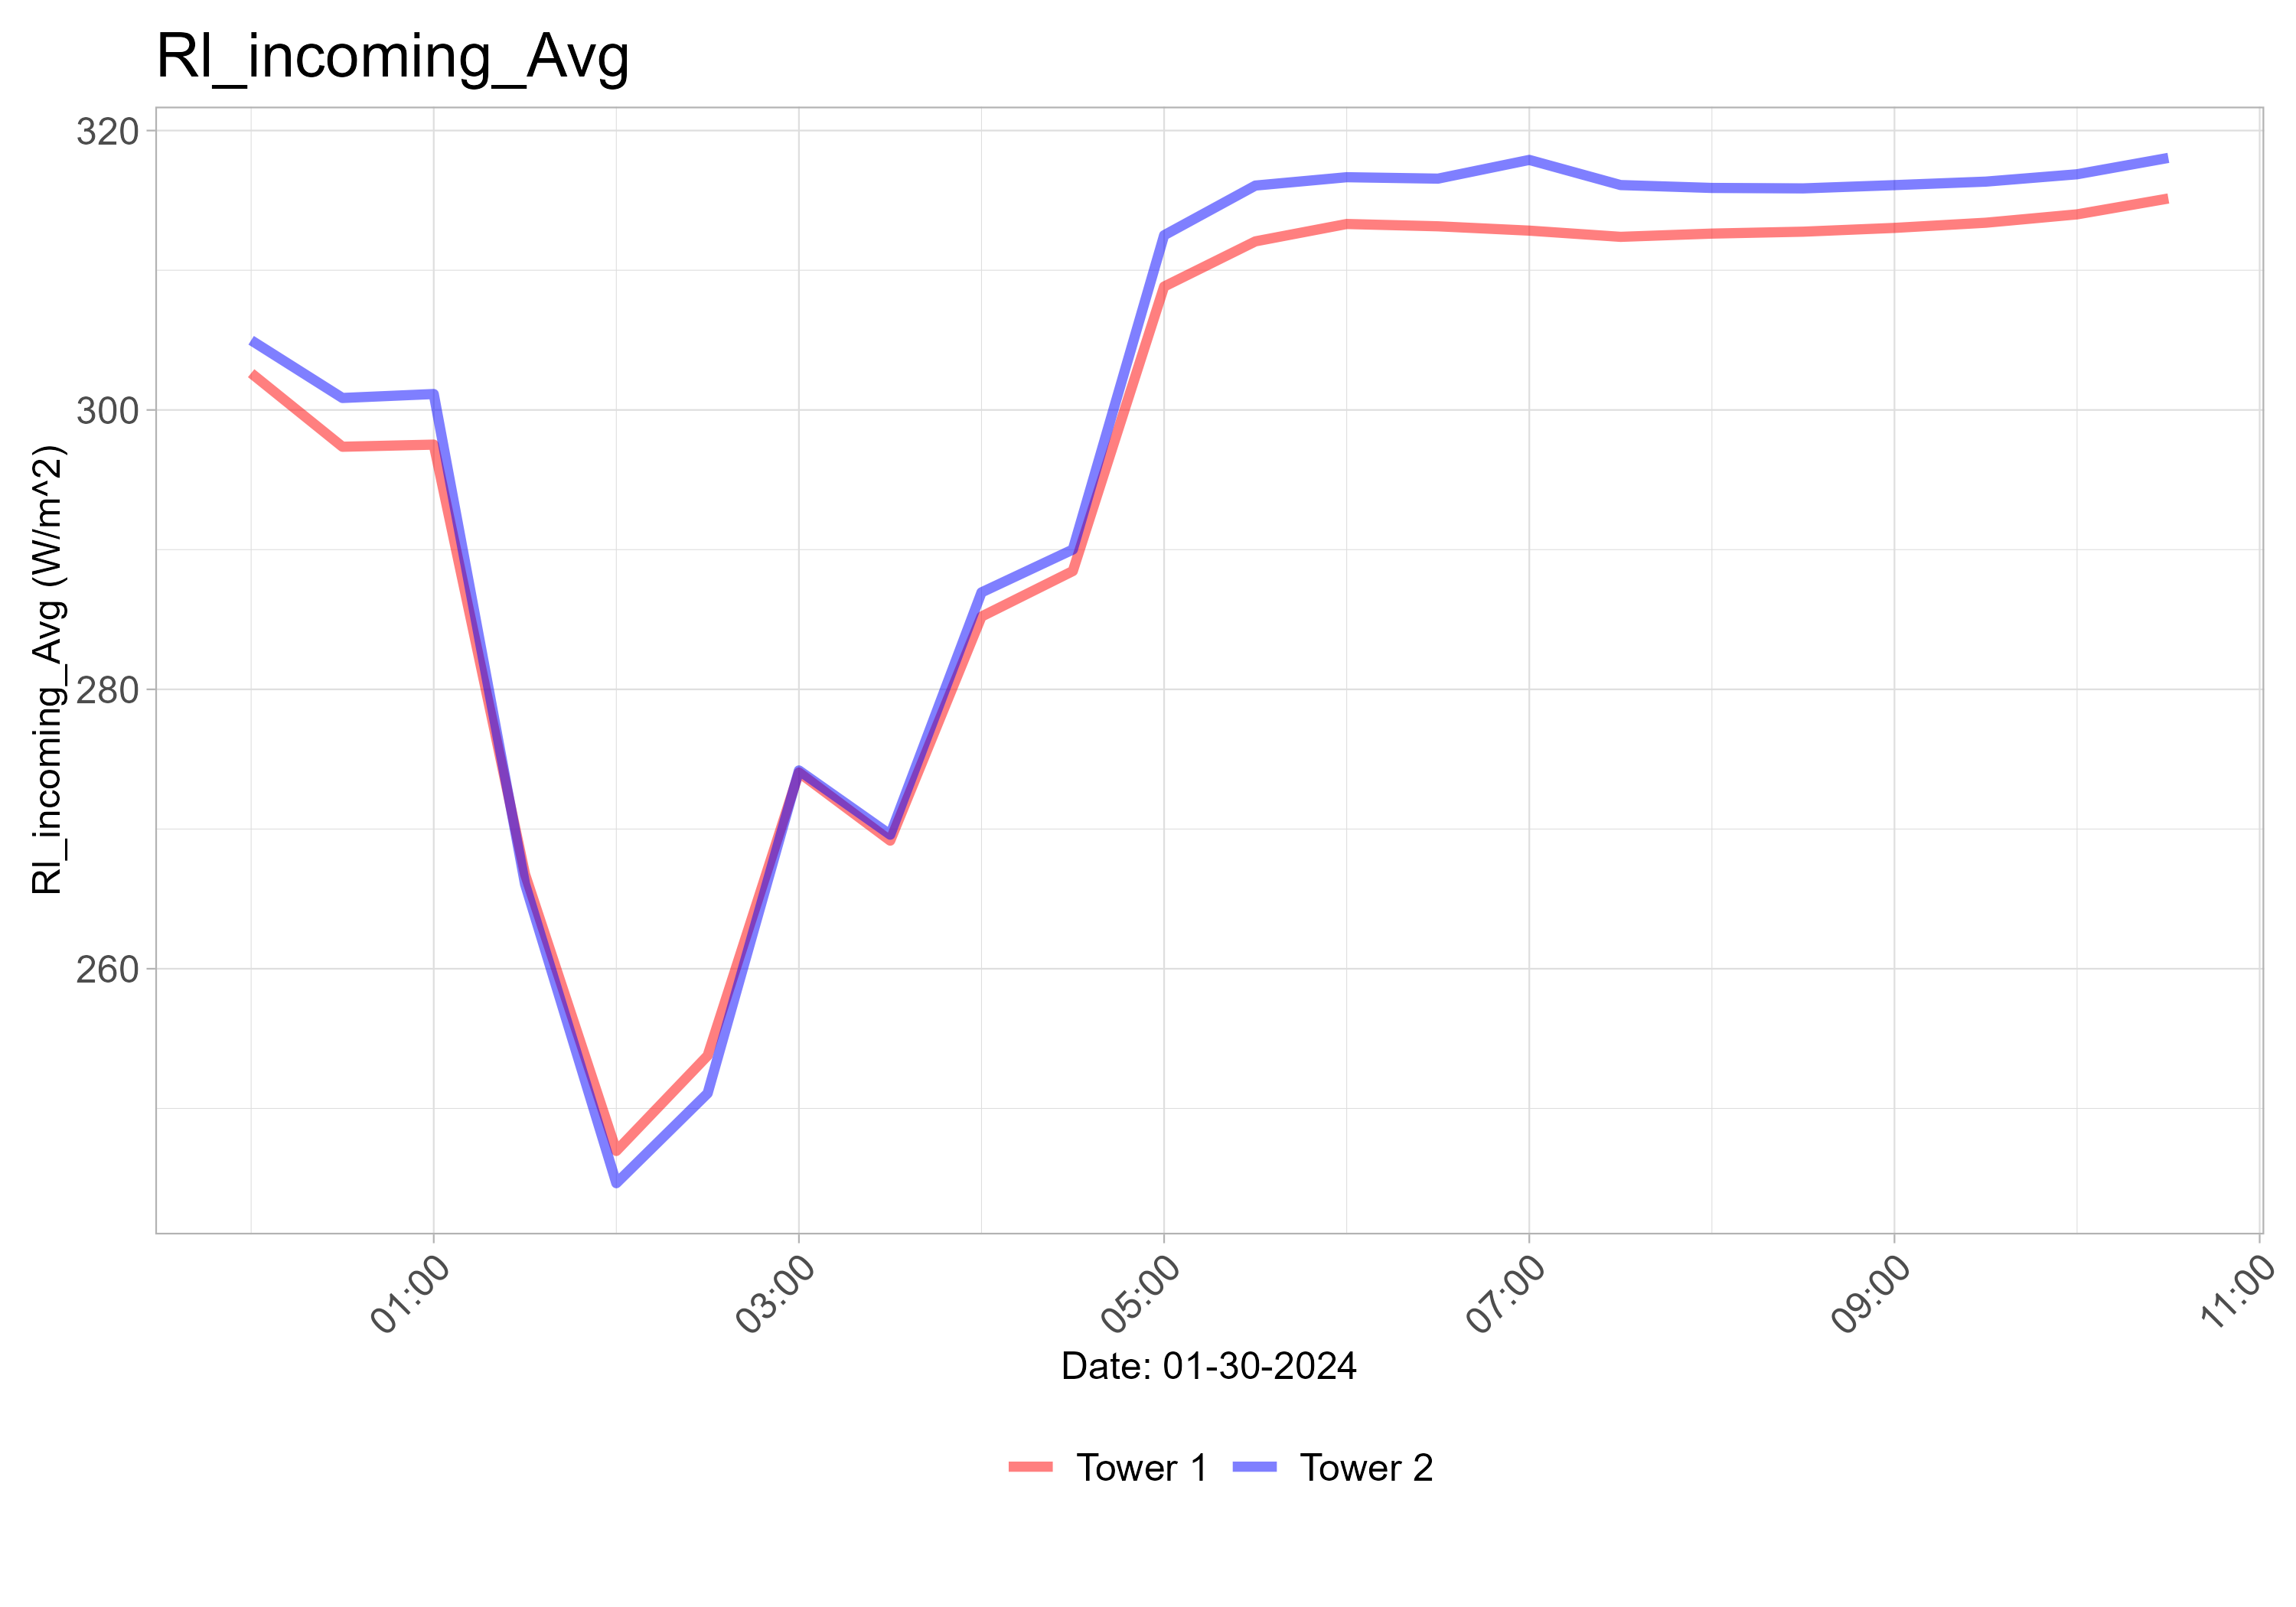 Rl_incoming_Avg
320
300
280
260
Rl_incoming_Avg (W/m^2)
01:00
03:00
05:00
07:00
09:00
11:00
Date: 01-30-2024
Tower 1
Tower 2